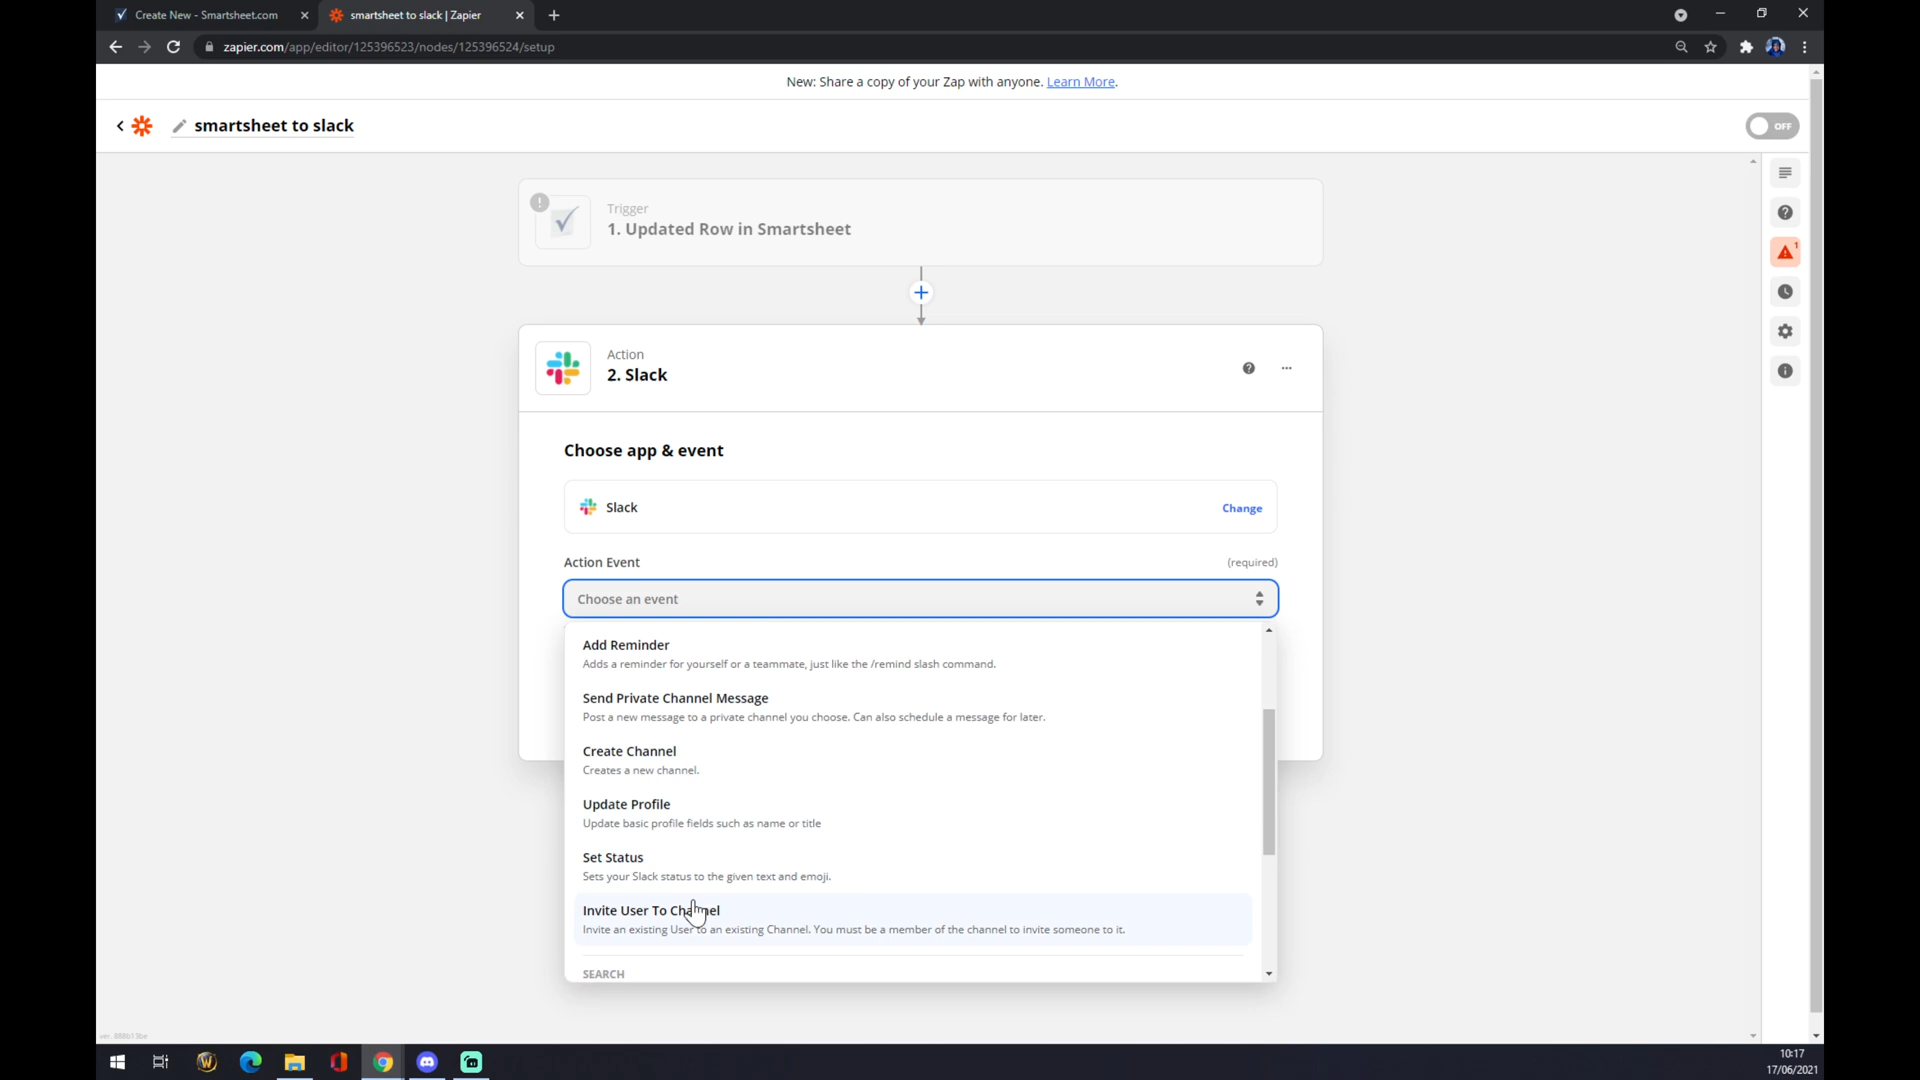 Create New - Smartsheet.com
smartsheet to slack | Zapier
zapier.com/app/editor/125396523/nodes/125396524/setup
New: Share a copy of your Zap with anyone. Learn More.
smartsheet to slack
OFF
Trigger
1. Updated Row in Smartsheet
1
Action
2. Slack
Choose app & event
Slack
Change
Action Event
(required)
Choose an event
Add Reminder
Adds a reminder for yourself or a teammate, just like the /remind slash command.
Send Private Channel Message
Post a new message to a private channel you choose. Can also schedule a message for later.
Create Channel
Creates a new channel.
Update Profile
Update basic profile fields such as name or title
Set Status
Sets your Slack status to the given text and emoji.
Invite User To Channel
Invite an existing User to an existing Channel. You must be a member of the channel to invite someone to it.
SEARCH
10:17
17/06/2021